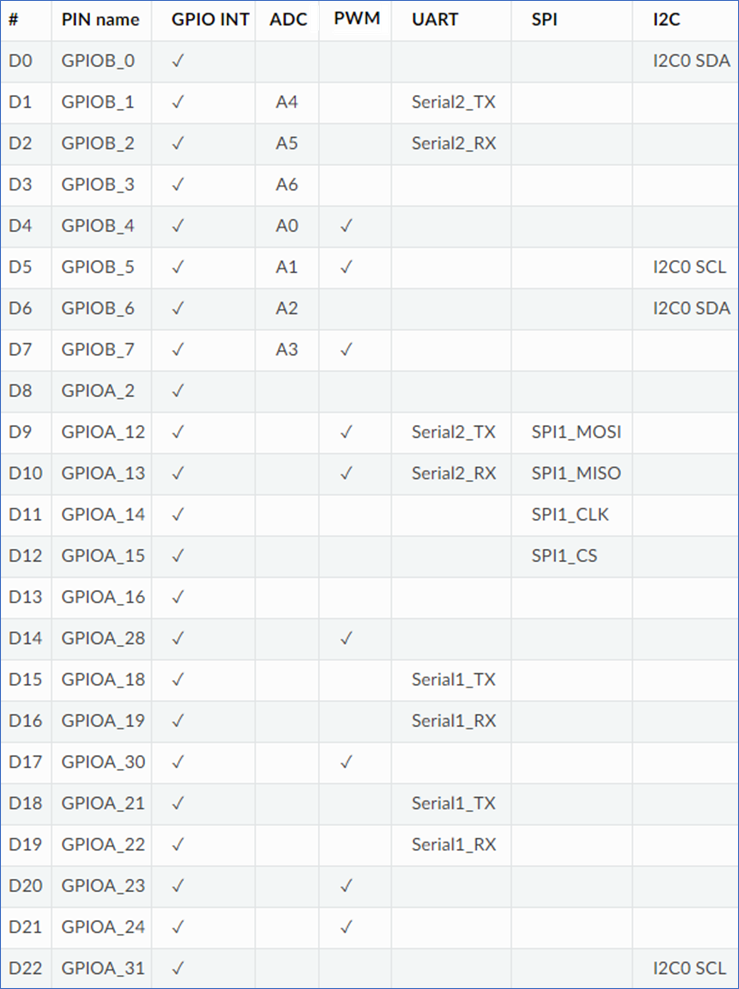 # PIN name GPIO INT ADC PWM UART SPI I2C
D0 GPIOB_0 ✓ I2C0 SDA
D1 GPIOB_1 ✓ A4 Serial2_TX
D2 GPIOB_2 ✓ A5 Serial2_RX
D3 GPIOB_3 ✓ A6
D4 GPIOB_4 ✓ A0 ✓
D5 GPIOB_5 ✓ A1 ✓ I2C0 SCL
D6 GPIOB_6 ✓ A2 I2C0 SDA
D7 GPIOB_7 ✓ A3 ✓
D8 GPIOA_2 ✓
D9 GPIOA_12 ✓ ✓ Serial2_TX SPI1_MOSI
D10 GPIOA_13 ✓ ✓ Serial2_RX SPI1_MISO
D11 GPIOA_14 ✓ SPI1_CLK
D12 GPIOA_15 ✓ SPI1_CS
D13 GPIOA_16 ✓
D14 GPIOA_28 ✓ ✓
D15 GPIOA_18 ✓ Serial1_TX
D16 GPIOA_19 ✓ Serial1_RX
D17 GPIOA_30 ✓ ✓
D18 GPIOA_21 ✓ Serial1_TX
D19 GPIOA_22 ✓ Serial1_RX
D20 GPIOA_23 ✓ ✓
D21 GPIOA_24 ✓ ✓
D22 GPIOA_31 ✓ I2C0 SCL